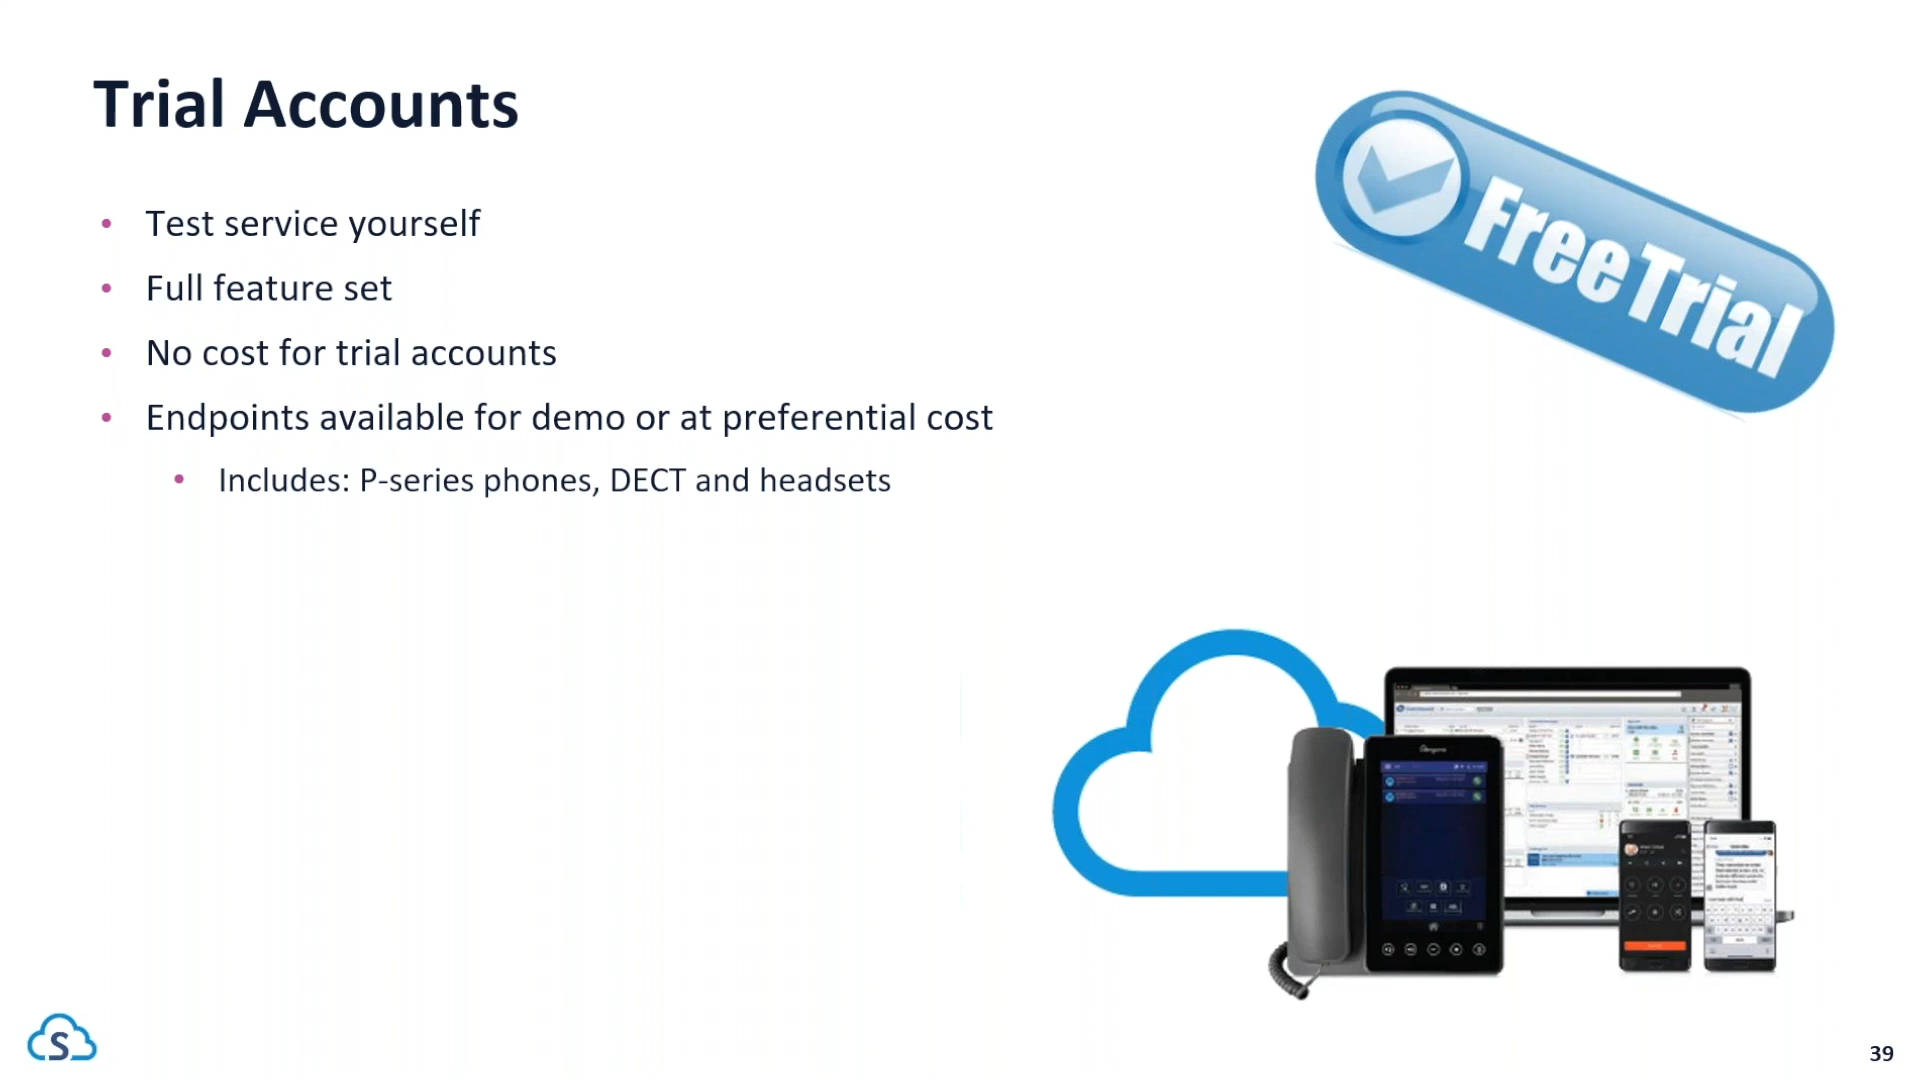 Trial Accounts
• Test service yourself
• Full feature set
• No cost for trial accounts
• Endpoints available for demo or at preferential cost
• Includes: P-series phones, DECT and headsets
Free Trial
S
39